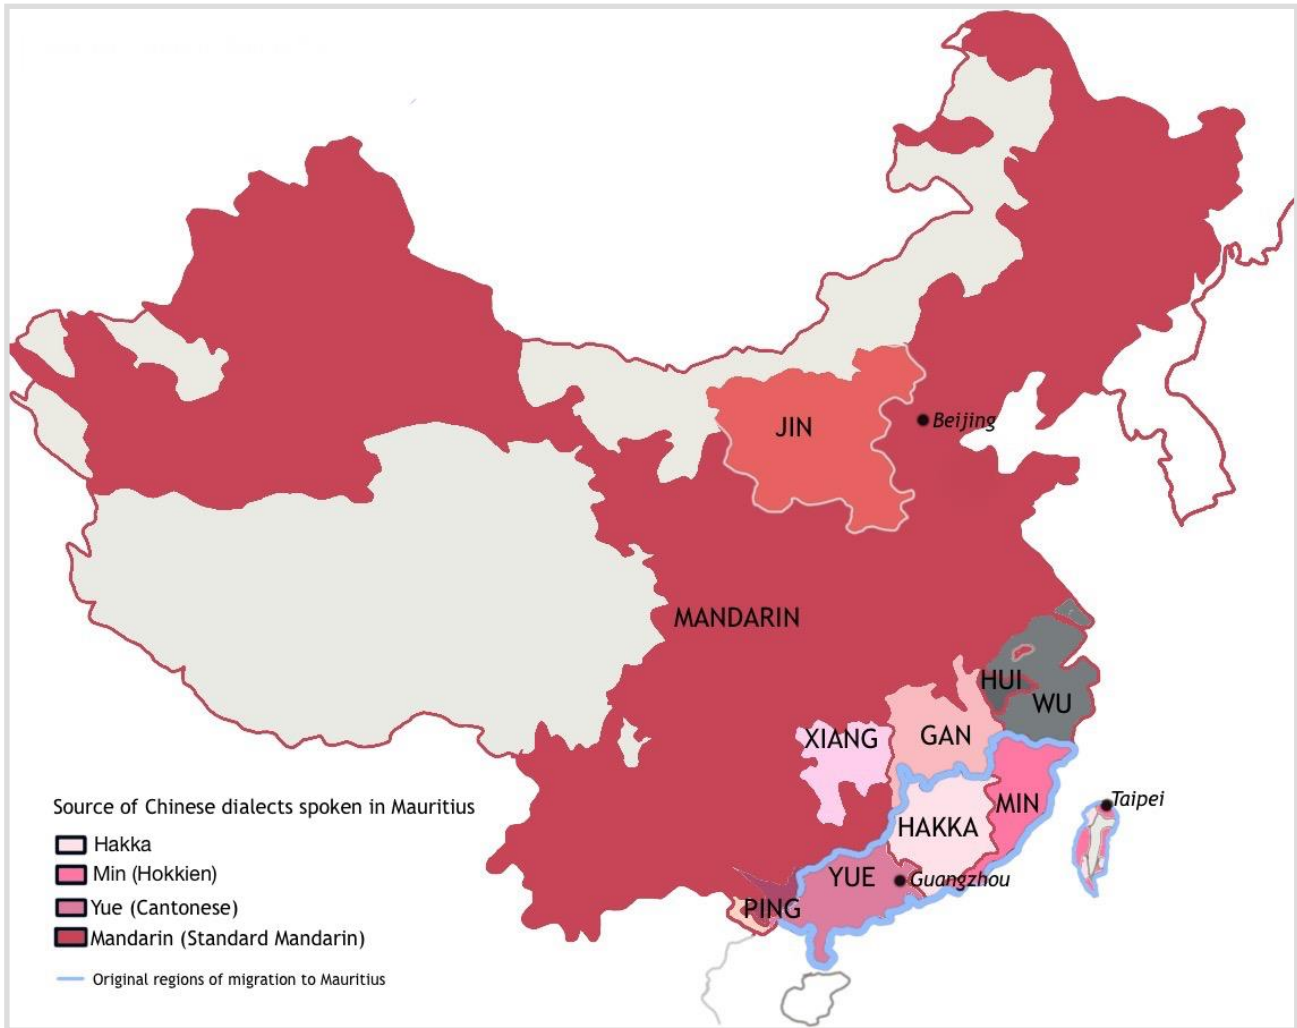 JIN
Beijing
MANDARIN
HUI
WU
XIANG
GAN
MIN
Taipei
HAKKA
YUE
Guangzhou
PING
Source of Chinese dialects spoken in Mauritius
Hakka
Min (Hokkien)
Yue (Cantonese)
Mandarin (Standard Mandarin)
Original regions of migration to Mauritius